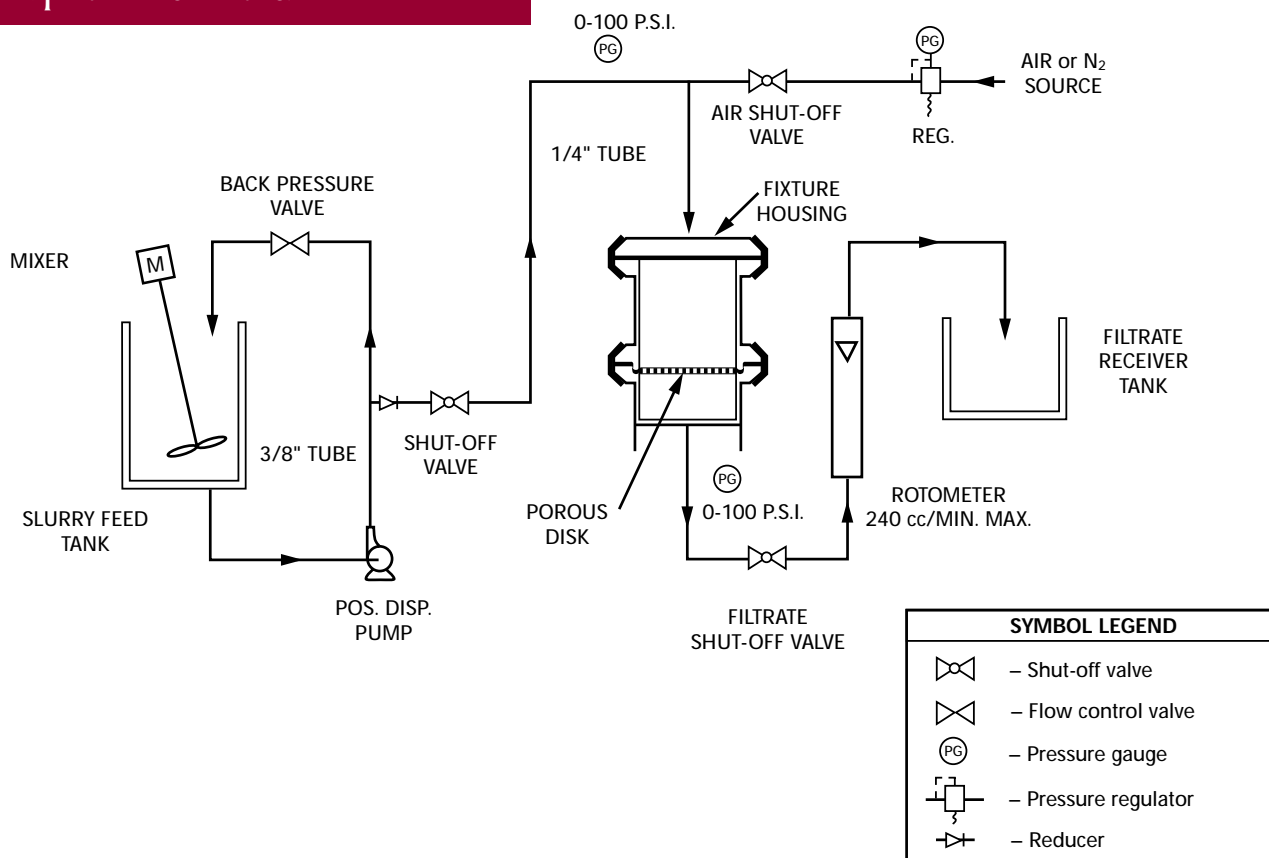 0-100 P.S.I.
PG
PG
AIR or N₂
SOURCE
AIR SHUT-OFF
VALVE
REG.
1/4" TUBE
BACK PRESSURE
VALVE
FIXTURE
HOUSING
MIXER
M
FILTRATE
RECEIVER
TANK
3/8" TUBE
SHUT-OFF
VALVE
SLURRY FEED
TANK
POROUS
DISK
PG
0-100 P.S.I.
ROTOMETER
240 cc/MIN. MAX.
POS. DISP.
PUMP
FILTRATE
SHUT-OFF VALVE
SYMBOL LEGEND
– Shut-off valve
– Flow control valve
PG – Pressure gauge
– Pressure regulator
– Reducer